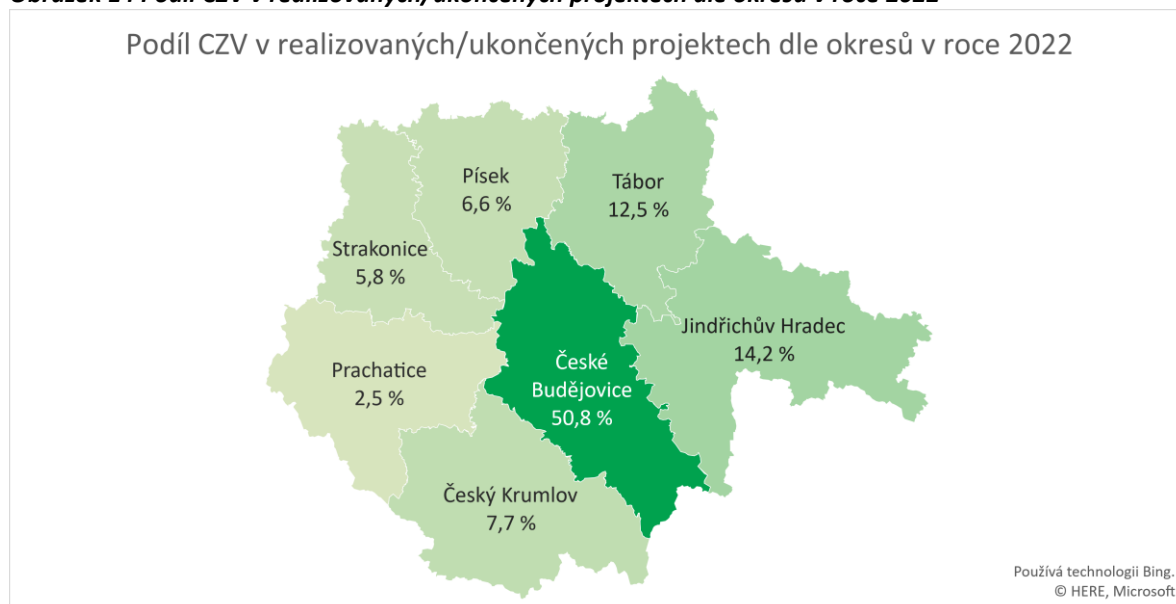 Podíl CZV v realizovaných/ukončených projektech dle okresů v roce 2022
Písek
6,6 %
Tábor
12,5 %
Strakonice
5,8 %
Jindřichův Hradec
14,2 %
České
Budějovice
50,8 %
Prachatice
2,5 %
Český Krumlov
7,7 %
Používá technologii Bing.
© HERE, Microsoft